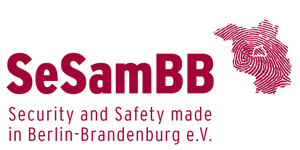 SeSamBB
Security and Safety made
in Berlin-Brandenburg e.V.